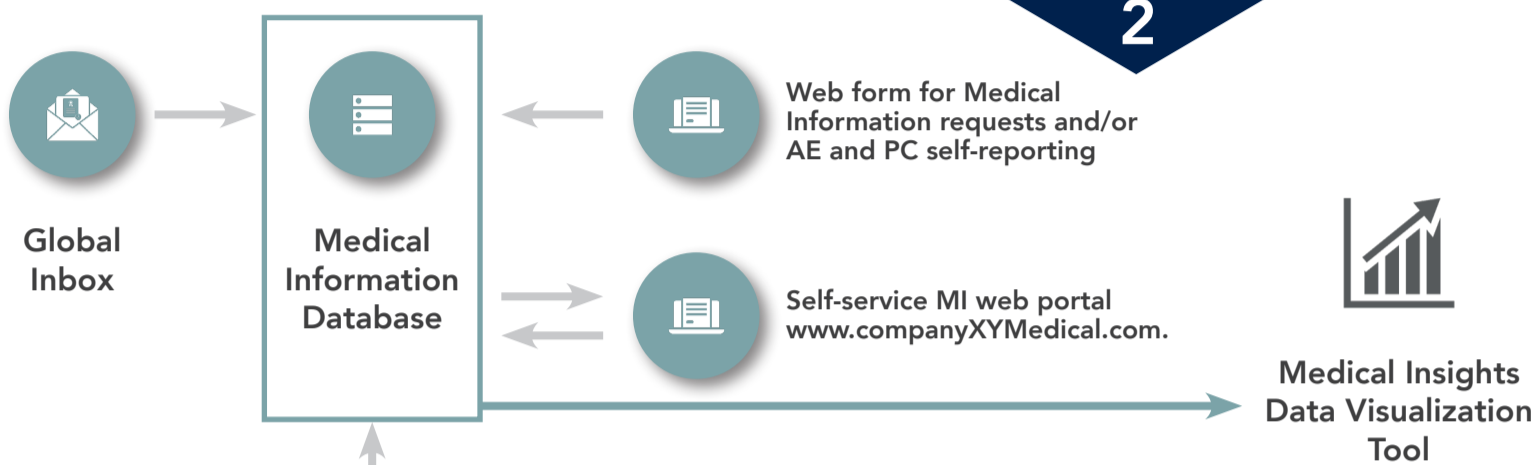 2
Global
Inbox
Medical
Information
Database
Web form for Medical
Information requests and/or
AE and PC self-reporting
Self-service MI web portal
www.companyXYMedical.com.
Medical Insights
Data Visualization
Tool